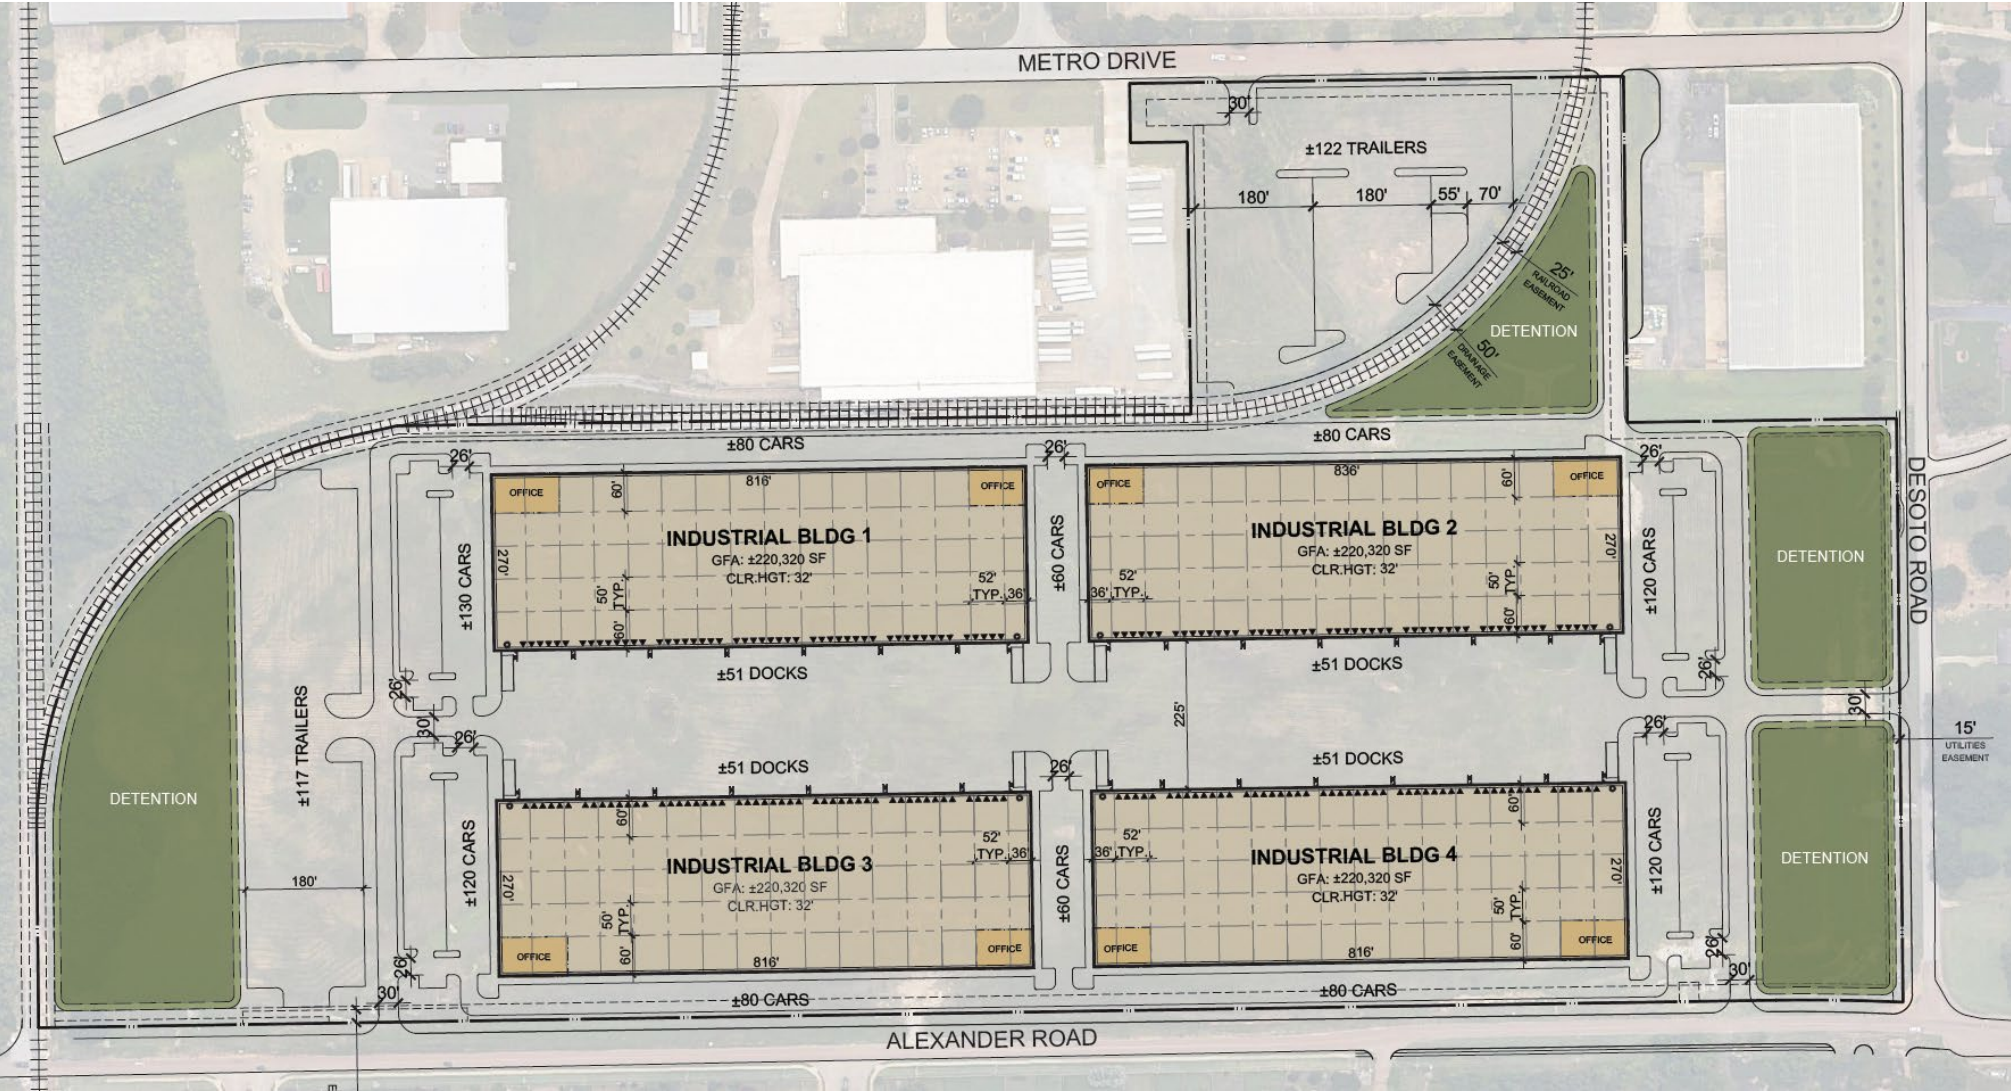 METRO DRIVE
30'
±122 TRAILERS
180'
180'
55'
70'
25'
RAILROAD
EASEMENT
DETENTION
50'
DRAINAGE
EASEMENT
±80 CARS
26'
±80 CARS
26'
26'
OFFICE
816'
60'
OFFICE
INDUSTRIAL BLDG 1
GFA: ±220,320 SF
CLR.HGT: 32'
270'
50'
TYP.
60'
52'
TYP.
36'
±130 CARS
±60 CARS
OFFICE
836'
60'
OFFICE
INDUSTRIAL BLDG 2
GFA: ±220,320 SF
CLR.HGT: 32'
270'
52'
TYP.
36'
50'
TYP.
60'
±120 CARS
DETENTION
DESOTO ROAD
±51 DOCKS
±51 DOCKS
26'
26'
30'
26'
225'
26'
30'
15'
UTILITIES
EASEMENT
±117 TRAILERS
DETENTION
180'
±51 DOCKS
26'
±51 DOCKS
60'
INDUSTRIAL BLDG 3
GFA: ±220,320 SF
CLR.HGT: 32'
270'
52'
TYP.
36'
50'
TYP.
60'
OFFICE
816'
OFFICE
±120 CARS
±60 CARS
60'
INDUSTRIAL BLDG 4
GFA: ±220,320 SF
CLR.HGT: 32'
270'
52'
TYP.
36'
50'
TYP.
60'
OFFICE
816'
OFFICE
±120 CARS
DETENTION
26'
30'
26'
30'
±80 CARS
±80 CARS
ALEXANDER ROAD
E